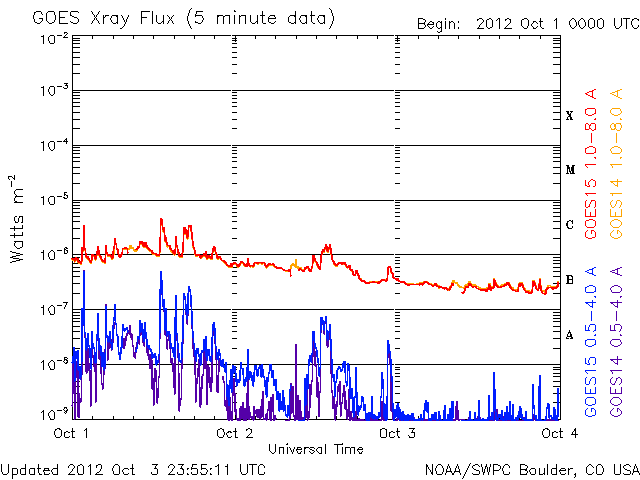 GOES Xray Flux (5 minute data)
Begin: 2012 Oct 1 0000 UTC
10-2
10-3
10-4
10-5
10-6
10-7
10-8
10-9
Watts m-2
X
M
C
B
A
GOES15 1.0-8.0 A
GOES14 1.0-8.0 A
GOES15 0.5-4.0 A
GOES14 0.5-4.0 A
Oct 1
Oct 2
Oct 3
Oct 4
Universal Time
Updated 2012 Oct 3 23:55:11 UTC
NOAA/SWPC Boulder, CO USA